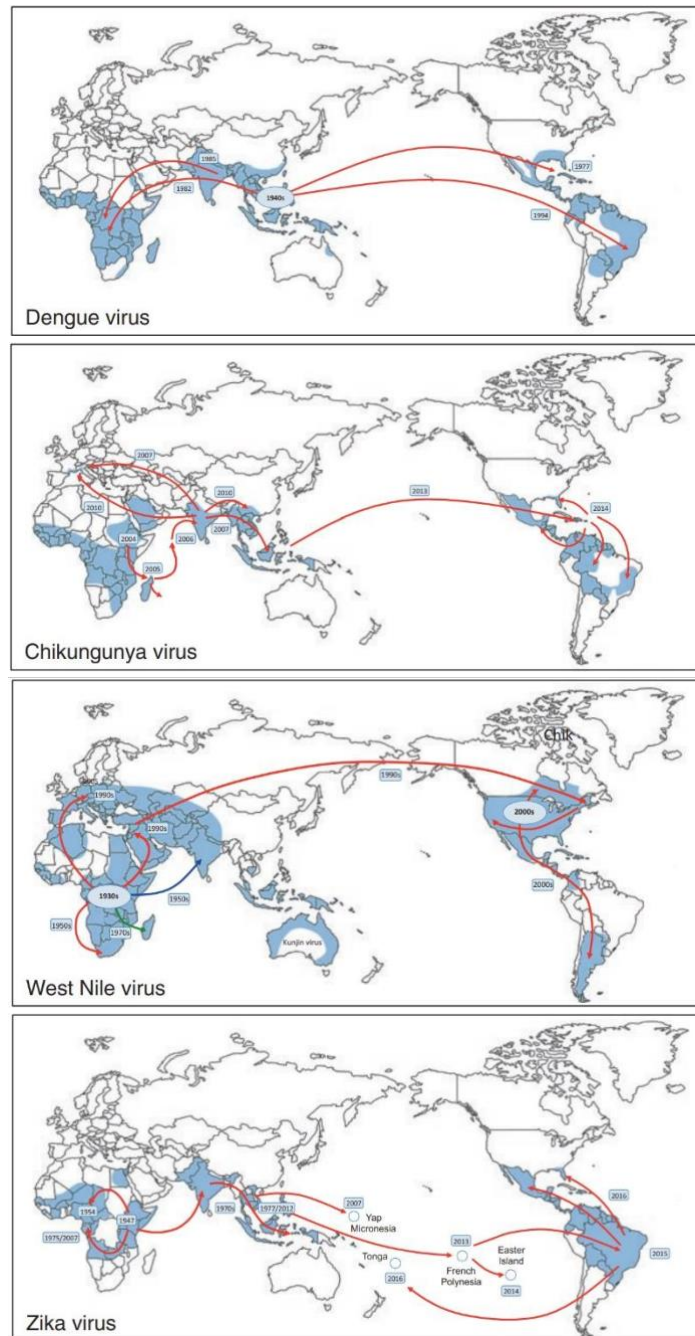 1985
1982
1940s
1977
1994
Dengue virus
2007
2010
2013
2010
2004
2006
2007
2014
2005
Chikungunya virus
Chik
1990s
1990s
1990s
2000s
1930s
1950s
2000s
1950s
1970s
Kunjin virus
West Nile virus
1954
1947
1970s
1977/2012
2007
Yap
Micronesia
1975/2007
2016
2015
2013
Easter
Island
Tonga
French
Polynesia
2016
2014
Zika virus